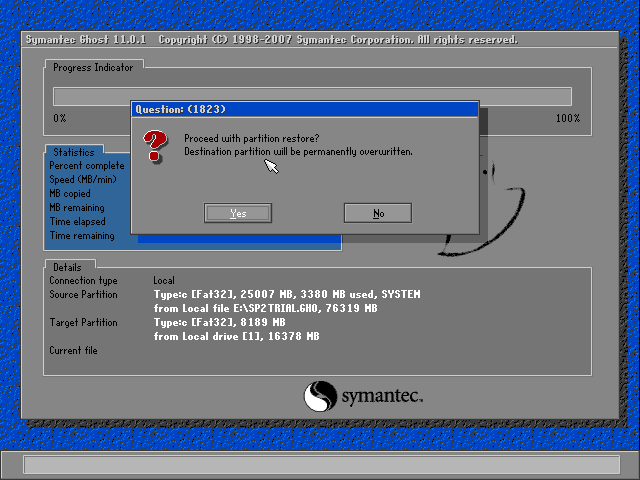 Symantec Ghost 11.0.1 Copyright (C) 1998-2007 Symantec Corporation. All rights reserved.
Progress Indicator
0%
100%
Question: (1823)
Proceed with partition restore?
Destination partition will be permanently overwritten.
Yes
No
Statistics
Percent complete
Speed (MB/min)
MB copied
MB remaining
Time elapsed
Time remaining
Details
Connection type Local
Source Partition Type:c [Fat32], 25007 MB, 3380 MB used, SYSTEM
from Local file E:\SP2TRIAL.GHO, 76319 MB
Target Partition Type:c [Fat32], 8189 MB
from Local drive [1], 16378 MB
Current file
symantec™